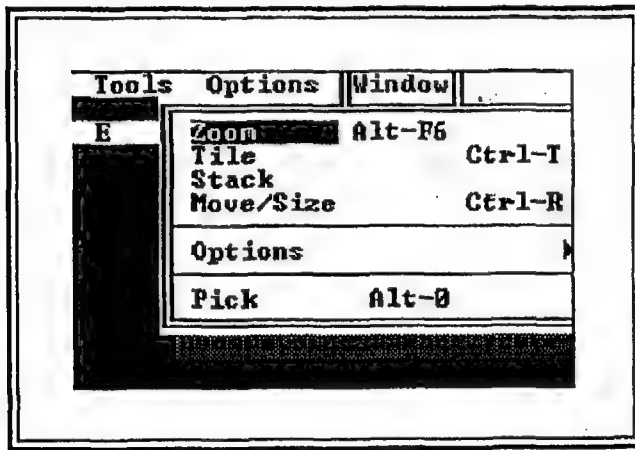 Tools Options Window
E
Zoom Alt-F6
Tile Ctrl-T
Stack
Move/Size Ctrl-R
Options
Pick Alt-0